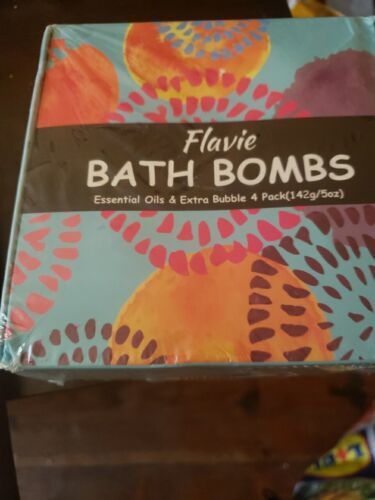 Flavie
BATH BOMBS
Essential Oils & Extra Bubble 4 Pack(142g/5oz)